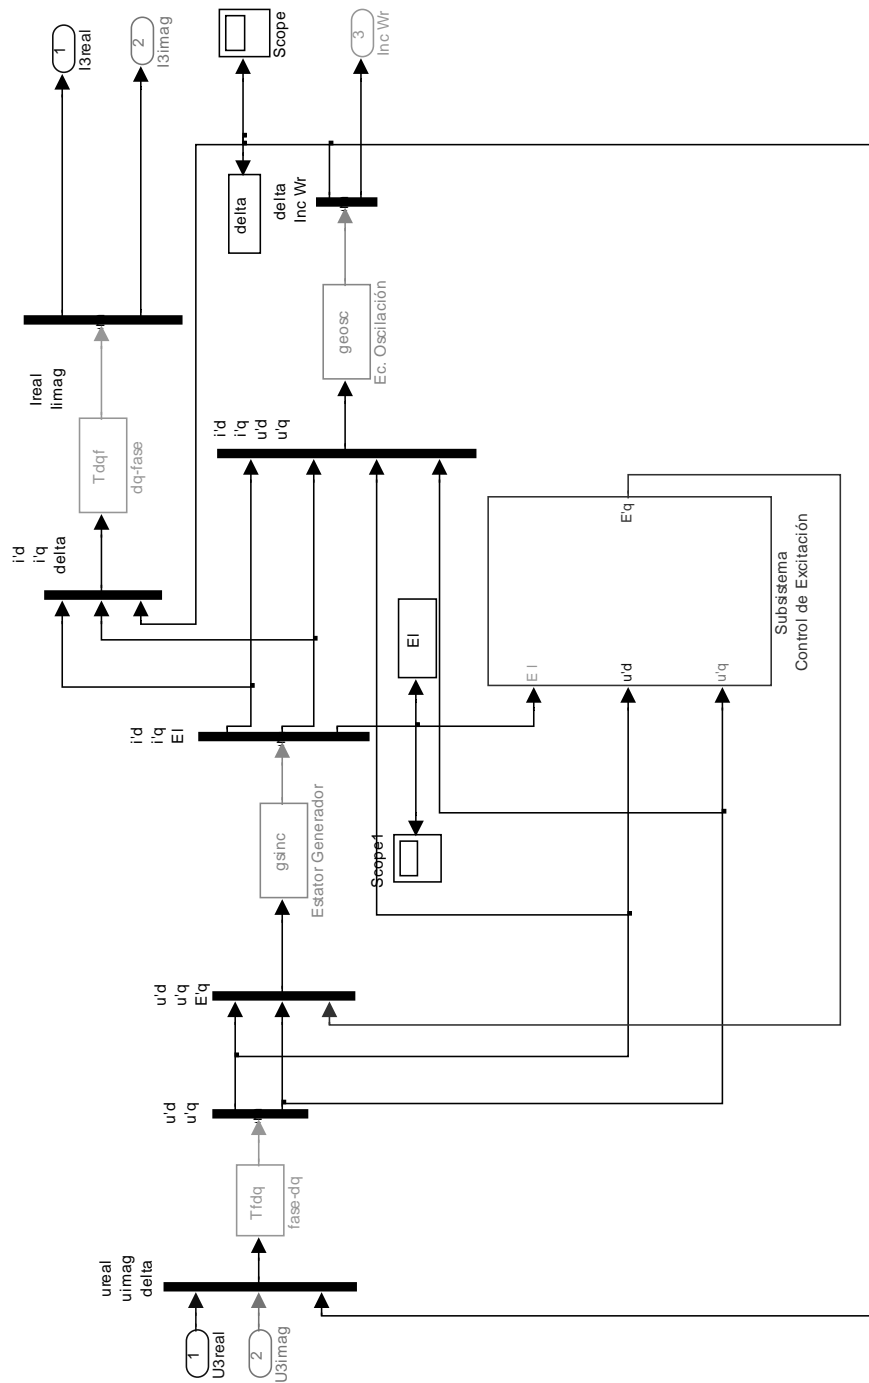 ureal
uimag
delta
1
U3real
2
U3imag
Tfdq
fase-dq
u'd
u'q
u'd
u'q
E'q
gsinc
Estator Generador
i'd
i'q
EI
Scope1
EI
E I
u'd
u'q
E'q
Subsistema
Control de Excitación
i'd
i'q
delta
Tdqf
dq-fase
Ireal
Iimag
i'd
i'q
u'd
u'q
geosc
Ec. Oscilación
delta
delta
Inc Wr
1
I3real
2
I3imag
Scope
3
Inc Wr